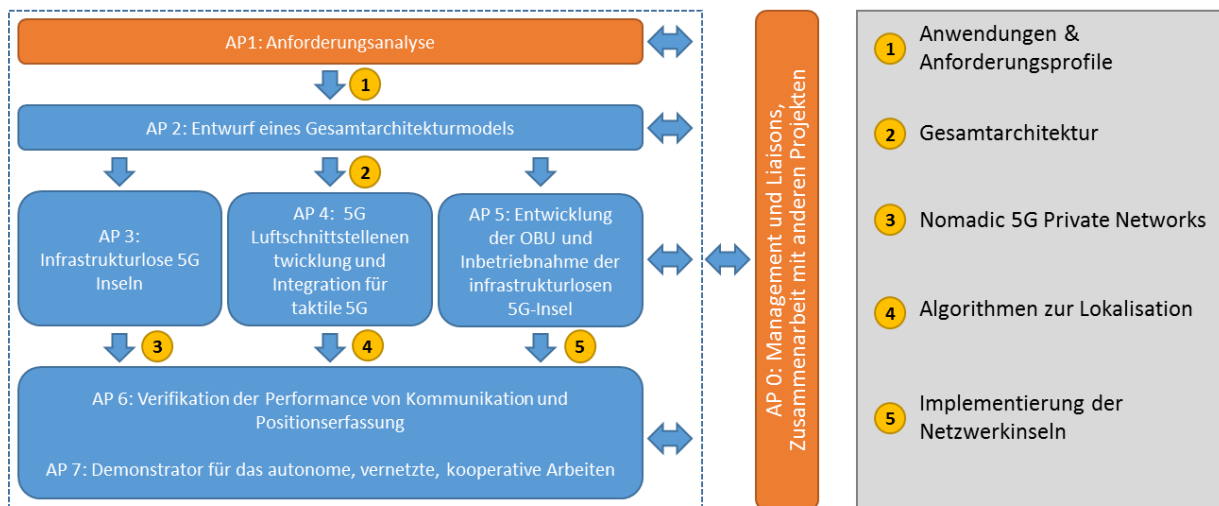 AP1: Anforderungsanalyse
1
AP 2: Entwurf eines Gesamtarchitekturmodels
2
AP 3:
Infrastrukturlose 5G
Inseln
AP 4:  5G
Luftschnittstellenen
twicklung und
Integration für
taktile 5G
AP 5: Entwicklung
der OBU und
Inbetriebnahme der
infrastrukturlosen
5G-Insel
3
4
5
AP 6: Verifikation der Performance von Kommunikation und
Positionserfassung
AP 7: Demonstrator für das autonome, vernetzte, kooperative Arbeiten
AP 0: Management und Liaisons,
Zusammenarbeit mit anderen Projekten
1
Anwendungen &
Anforderungsprofile
2
Gesamtarchitektur
3
Nomadic 5G Private Networks
4
Algorithmen zur Lokalisation
5
Implementierung der
Netzwerkinseln